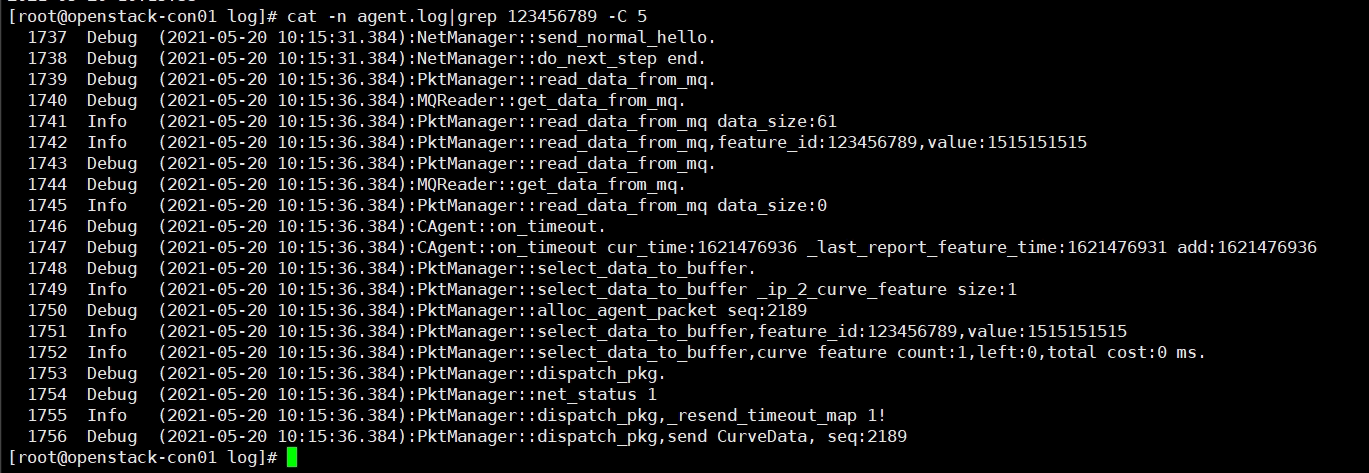 [root@openstack-con01 log]# cat -n agent.log|grep 123456789 -C 5
1737 Debug (2021-05-20 10:15:31.384):NetManager::send_normal_hello.
1738 Debug (2021-05-20 10:15:31.384):NetManager::do_next_step end.
1739 Debug (2021-05-20 10:15:36.384):PktManager::read_data_from_mq.
1740 Debug (2021-05-20 10:15:36.384):MQReader::get_data_from_mq.
1741 Info (2021-05-20 10:15:36.384):PktManager::read_data_from_mq data_size:61
1742 Info (2021-05-20 10:15:36.384):PktManager::read_data_from_mq,feature_id:123456789,value:1515151515
1743 Debug (2021-05-20 10:15:36.384):PktManager::read_data_from_mq.
1744 Debug (2021-05-20 10:15:36.384):MQReader::get_data_from_mq.
1745 Info (2021-05-20 10:15:36.384):PktManager::read_data_from_mq data_size:0
1746 Debug (2021-05-20 10:15:36.384):CAgent::on_timeout.
1747 Debug (2021-05-20 10:15:36.384):CAgent::on_timeout cur_time:1621476936 _last_report_feature_time:1621476931 add:1621476936
1748 Debug (2021-05-20 10:15:36.384):PktManager::select_data_to_buffer.
1749 Info (2021-05-20 10:15:36.384):PktManager::select_data_to_buffer _ip_2_curve_feature size:1
1750 Debug (2021-05-20 10:15:36.384):PktManager::alloc_agent_packet seq:2189
1751 Info (2021-05-20 10:15:36.384):PktManager::select_data_to_buffer,feature_id:123456789,value:1515151515
1752 Info (2021-05-20 10:15:36.384):PktManager::select_data_to_buffer,curve feature count:1,left:0,total cost:0 ms.
1753 Debug (2021-05-20 10:15:36.384):PktManager::dispatch_pkg.
1754 Debug (2021-05-20 10:15:36.384):PktManager::net_status 1
1755 Info (2021-05-20 10:15:36.384):PktManager::dispatch_pkg,_resend_timeout_map 1!
1756 Debug (2021-05-20 10:15:36.384):PktManager::dispatch_pkg,send CurveData, seq:2189
[root@openstack-con01 log]#